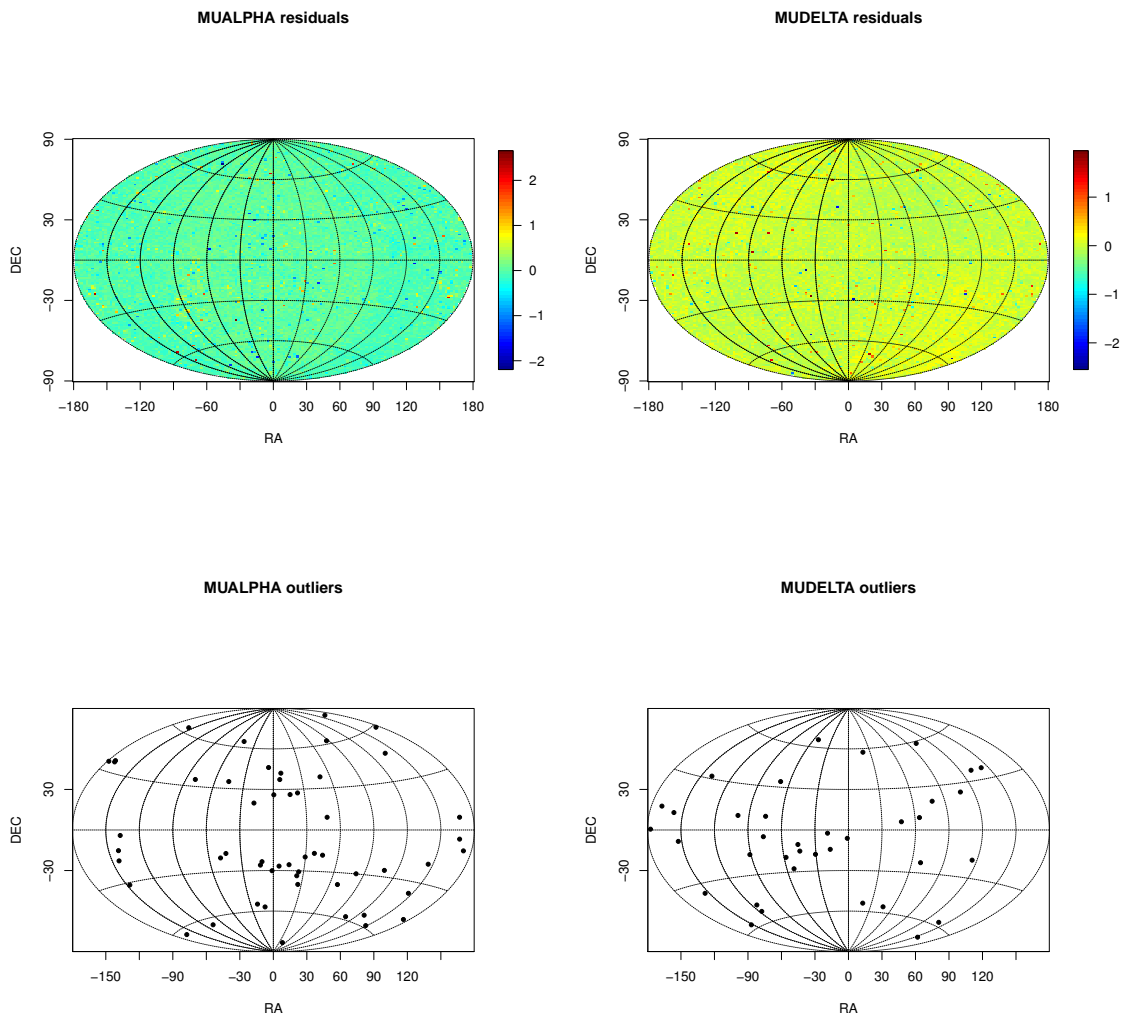 MUALPHA residuals
MUDELTA residuals
DEC
90
30
−30
−90
−180 −120 −60 0 30 60 90 120 180
RA
2
1
0
−1
−2
DEC
90
30
−30
−90
−180 −120 −60 0 30 60 90 120 180
RA
1
0
−1
−2
MUALPHA outliers
MUDELTA outliers
DEC
30
−30
−150 −90 −30 0 30 60 90 120
RA
DEC
30
−30
−150 −90 −30 0 30 60 90 120
RA